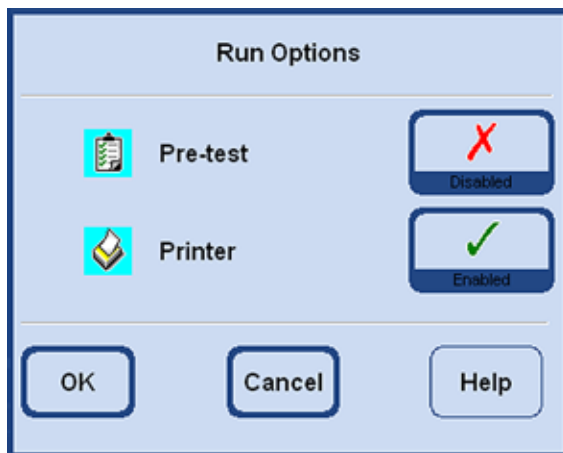 Run Options
Pre-test
Disabled
Printer
Enabled
OK
Cancel
Help